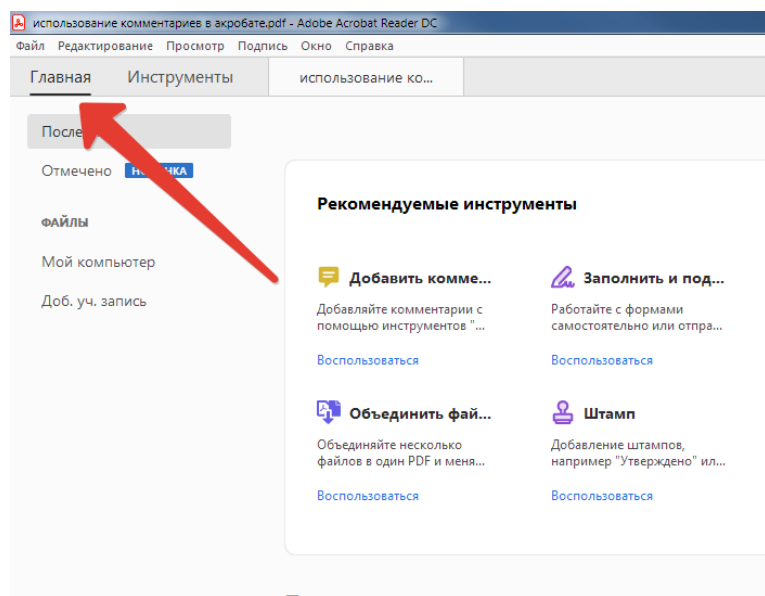 использование комментариев в акробате.pdf - Adobe Acrobat Reader DC
Файл Редактирование Просмотр Подпись Окно Справка
Главная Инструменты использование ко...
Отмечено
ФАЙЛЫ
Мой компьютер
Доб. уч. запись
Рекомендуемые инструменты
Добавить комме... Заполнить и под...
Добавляйте комментарии с Работайте с формами
помощью инструментов "... самостоятельно или отпра...
Воспользоваться Воспользоваться
Объединить фай... Штамп
Объединяйте несколько Добавление штампов,
файлов в один PDF и меня... например "Утверждено" ил...
Воспользоваться Воспользоваться